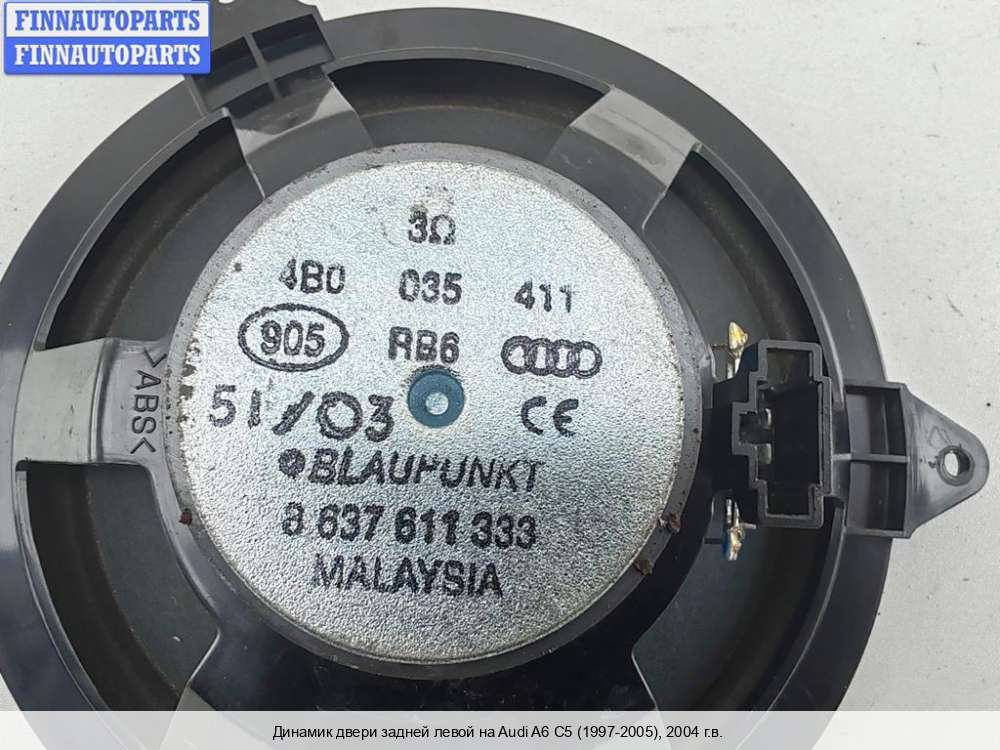 FINNAUTOPARTS
FINNAUTOPARTS
3Ω
4B0 035 411
905 RB6
51/03 CE
BLAUPUNKT
8 637 611 333
MALAYSIA
>ABS<
Динамик двери задней левой на Audi A6 C5 (1997-2005), 2004 г.в.